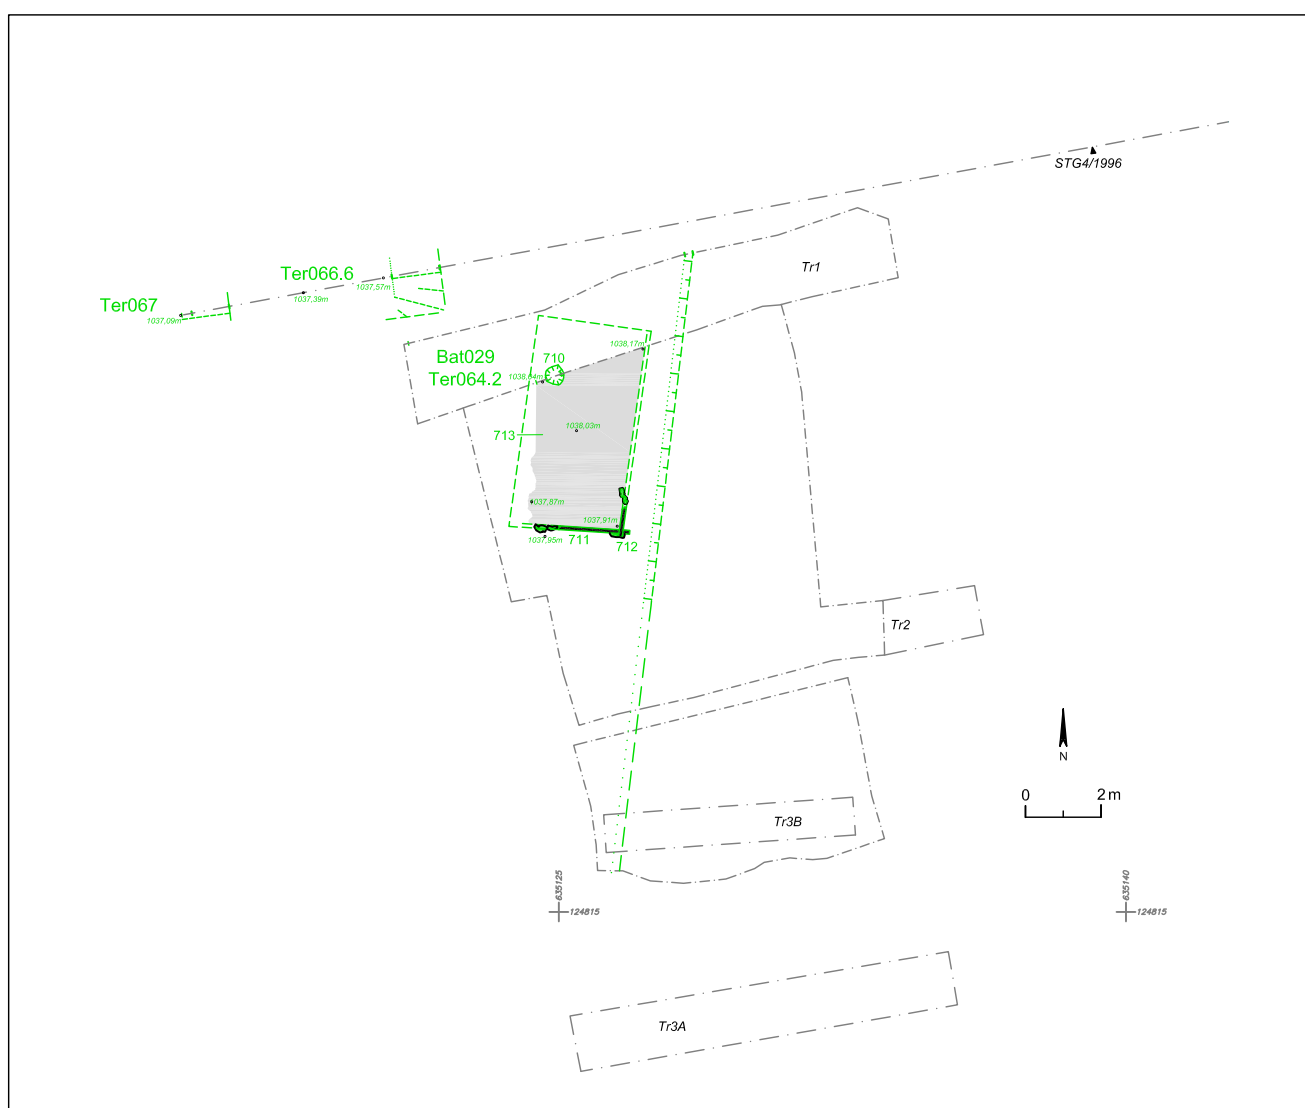 STG4/1996
Tr1
Ter066.6
1037,57m
1037,39m
Ter067
1037,09m
1038,17m
Bat029
710
Ter064.2
1038,04m
1038,03m
713
1037,87m
1037,91m
711
1037,95m
712
Tr2
N
0 2 m
Tr3B
635125
124815
635140
124815
Tr3A